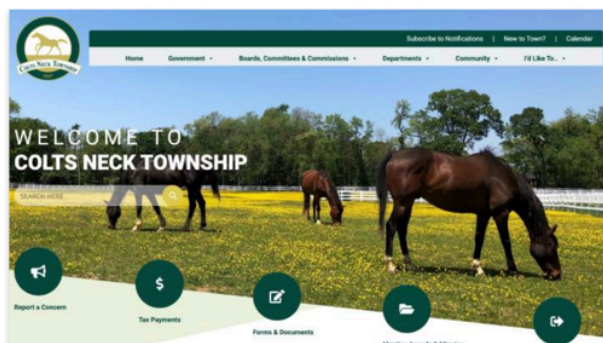 Subscribe to Notifications | New to Town? | Calendar
COLTS NECK TOWNSHIP
Home Government Boards, Committees & Commissions Departments Community I'd Like To..
WELCOME TO
COLTS NECK TOWNSHIP
SEARCH HERE
Report a Concern
$
Tax Payments
Forms & Documents